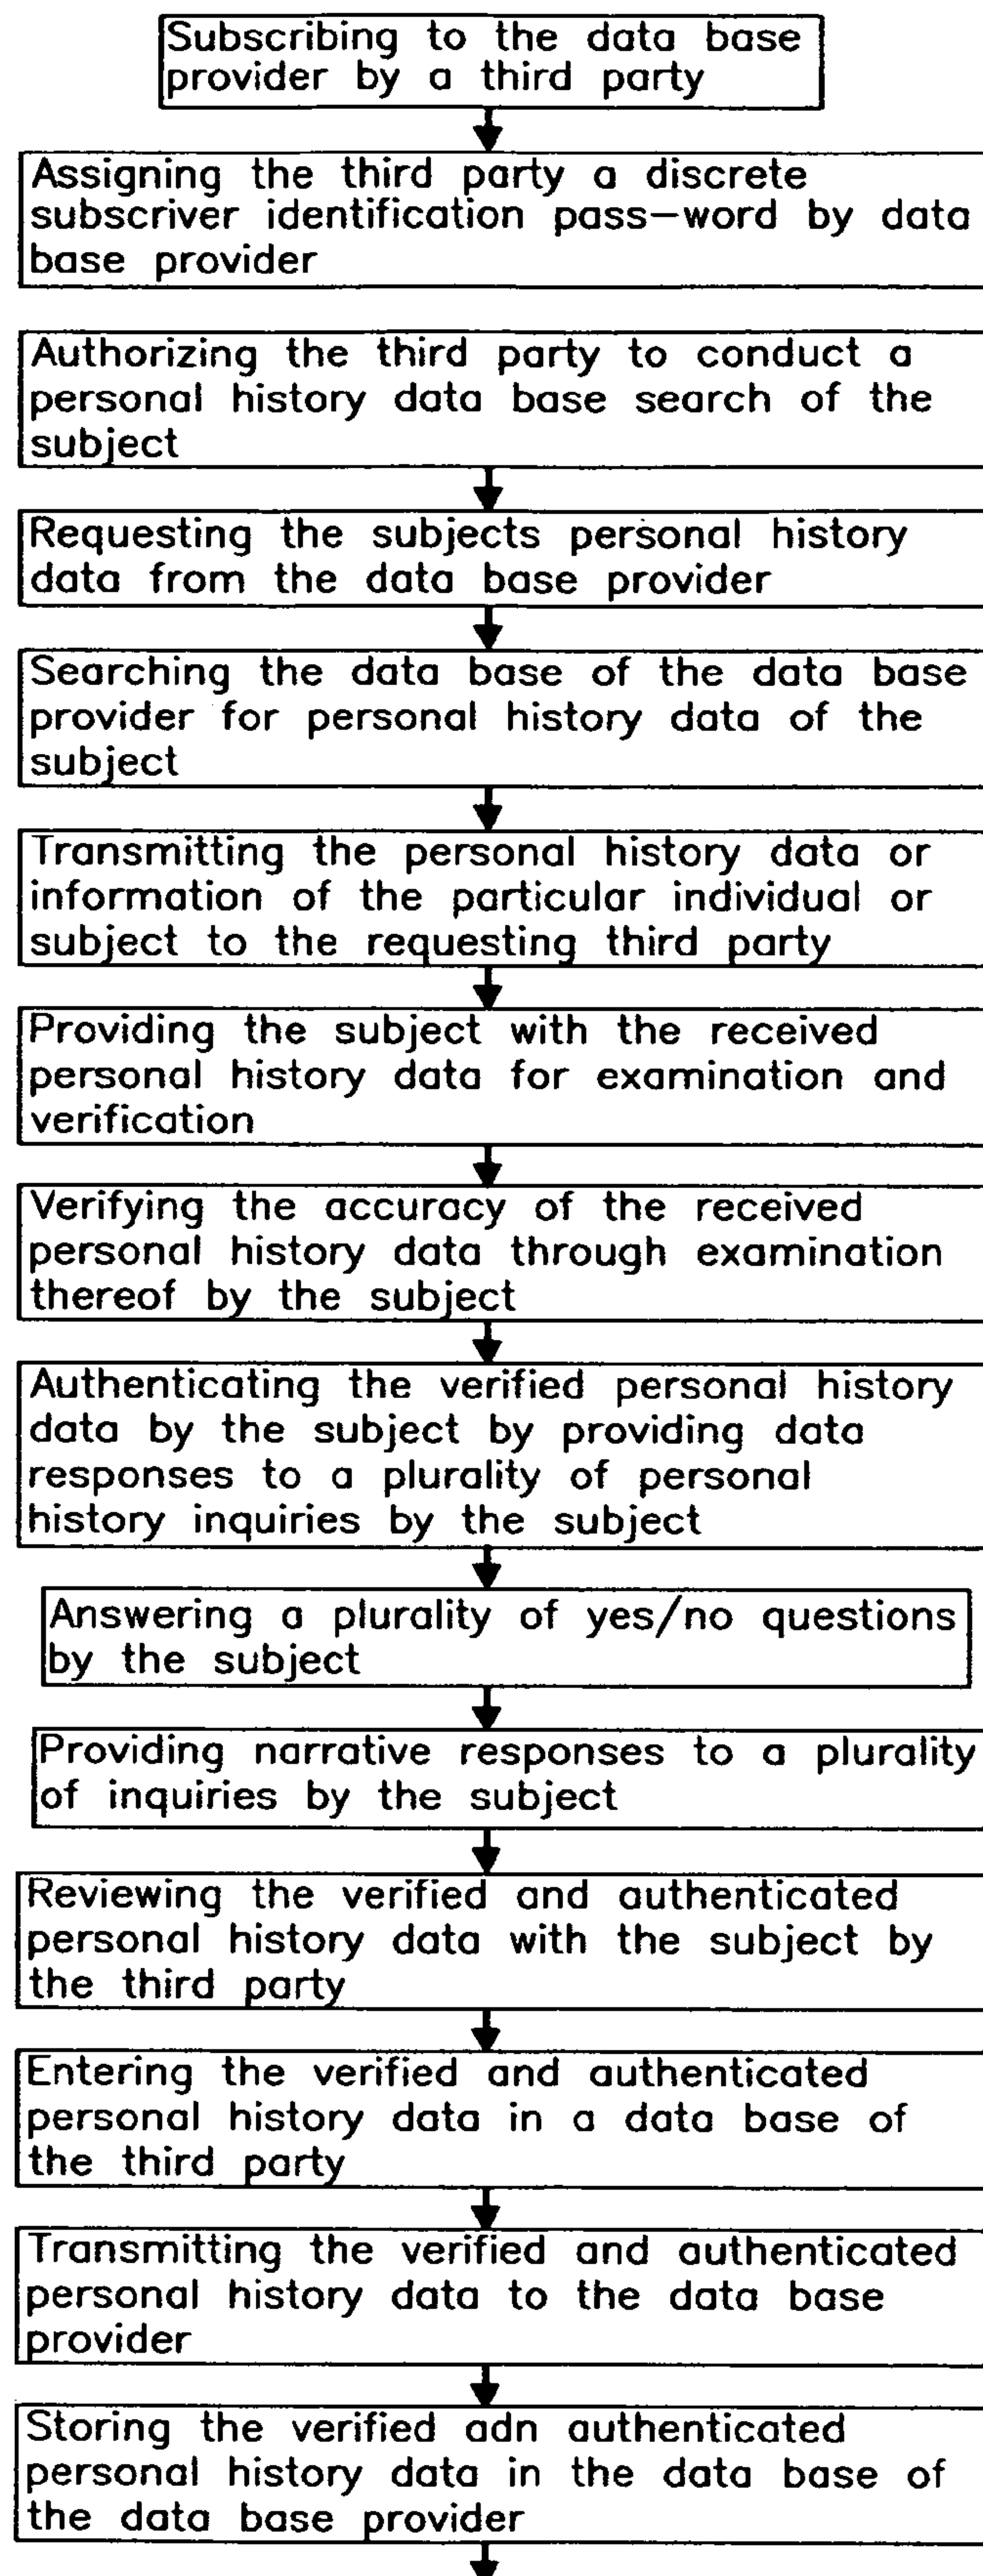 Subscribing to the data base
provider by a third party
Assigning the third party a discrete
subscriver identification pass-word by data
base provider
Authorizing the third party to conduct a
personal history data base search of the
subject
Requesting the subjects personal history
data from the data base provider
Searching the data base of the data base
provider for personal history data of the
subject
Transmitting the personal history data or
information of the particular individual or
subject to the requesting third party
Providing the subject with the received
personal history data for examination and
verification
Verifying the accuracy of the received
personal history data through examination
thereof by the subject
Authenticating the verified personal history
data by the subject by providing data
responses to a plurality of personal
history inquiries by the subject
Answering a plurality of yes/no questions
by the subject
Providing narrative responses to a plurality
of inquiries by the subject
Reviewing the verified and authenticated
personal history data with the subject by
the third party
Entering the verified and authenticated
personal history data in a data base of
the third party
Transmitting the verified and authenticated
personal history data to the data base
provider
Storing the verified adn authenticated
personal history data in the data base of
the data base provider